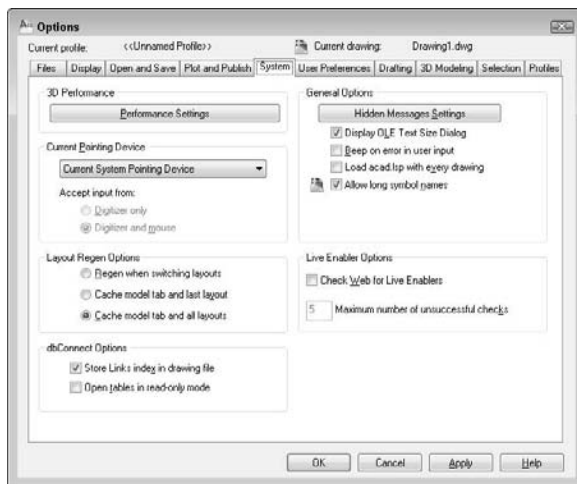 Options
Current profile: <<Unnamed Profile>> Current drawing: Drawing1.dwg
Files Display Open and Save Plot and Publish System User Preferences Drafting 3D Modeling Selection Profiles
3D Performance
Performance Settings
Current Pointing Device
Current System Pointing Device
Accept input from:
Digitizer only
Digitizer and mouse
Layout Regen Options
Regen when switching layouts
Cache model tab and last layout
Cache model tab and all layouts
dbConnect Options
Store Links index in drawing file
Open tables in read-only mode
General Options
Hidden Messages Settings
Display OLE Text Size Dialog
Beep on error in user input
Load acad.lsp with every drawing
Allow long symbol names
Live Enabler Options
Check Web for Live Enablers
5 Maximum number of unsuccessful checks
OK Cancel Apply Help